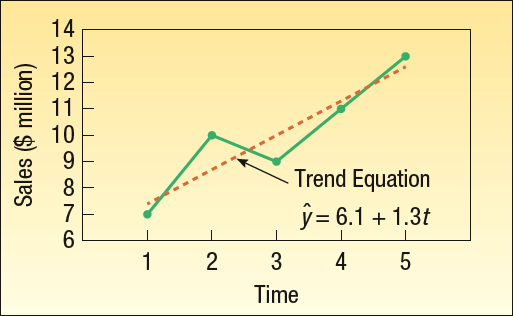 14
13
12
11
10
9
8
7
6
Sales ($ million)
Trend Equation
ŷ = 6.1 + 1.3t
1 2 3 4 5
Time